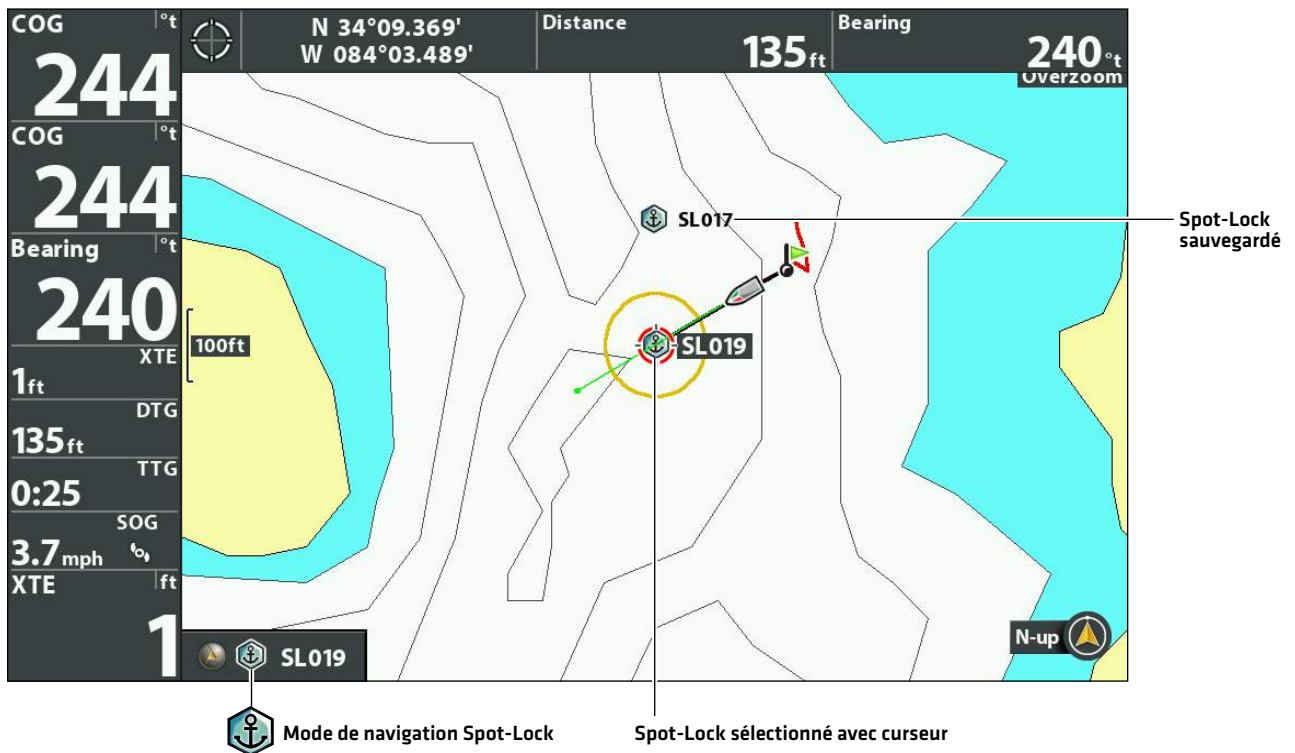 COG °t
244
COG °t
244
Bearing °t
240
XTE
1ft
DTG
135ft
TTG
0:25
SOG
3.7mph
XTE ft
1
N 34°09.369'
W 084°03.489'
Distance
135ft
Bearing
240°t
Overzoom
SL017
SL019
100ft
N-up
SL019
Spot-Lock
sauvegardé
Mode de navigation Spot-Lock
Spot-Lock sélectionné avec curseur